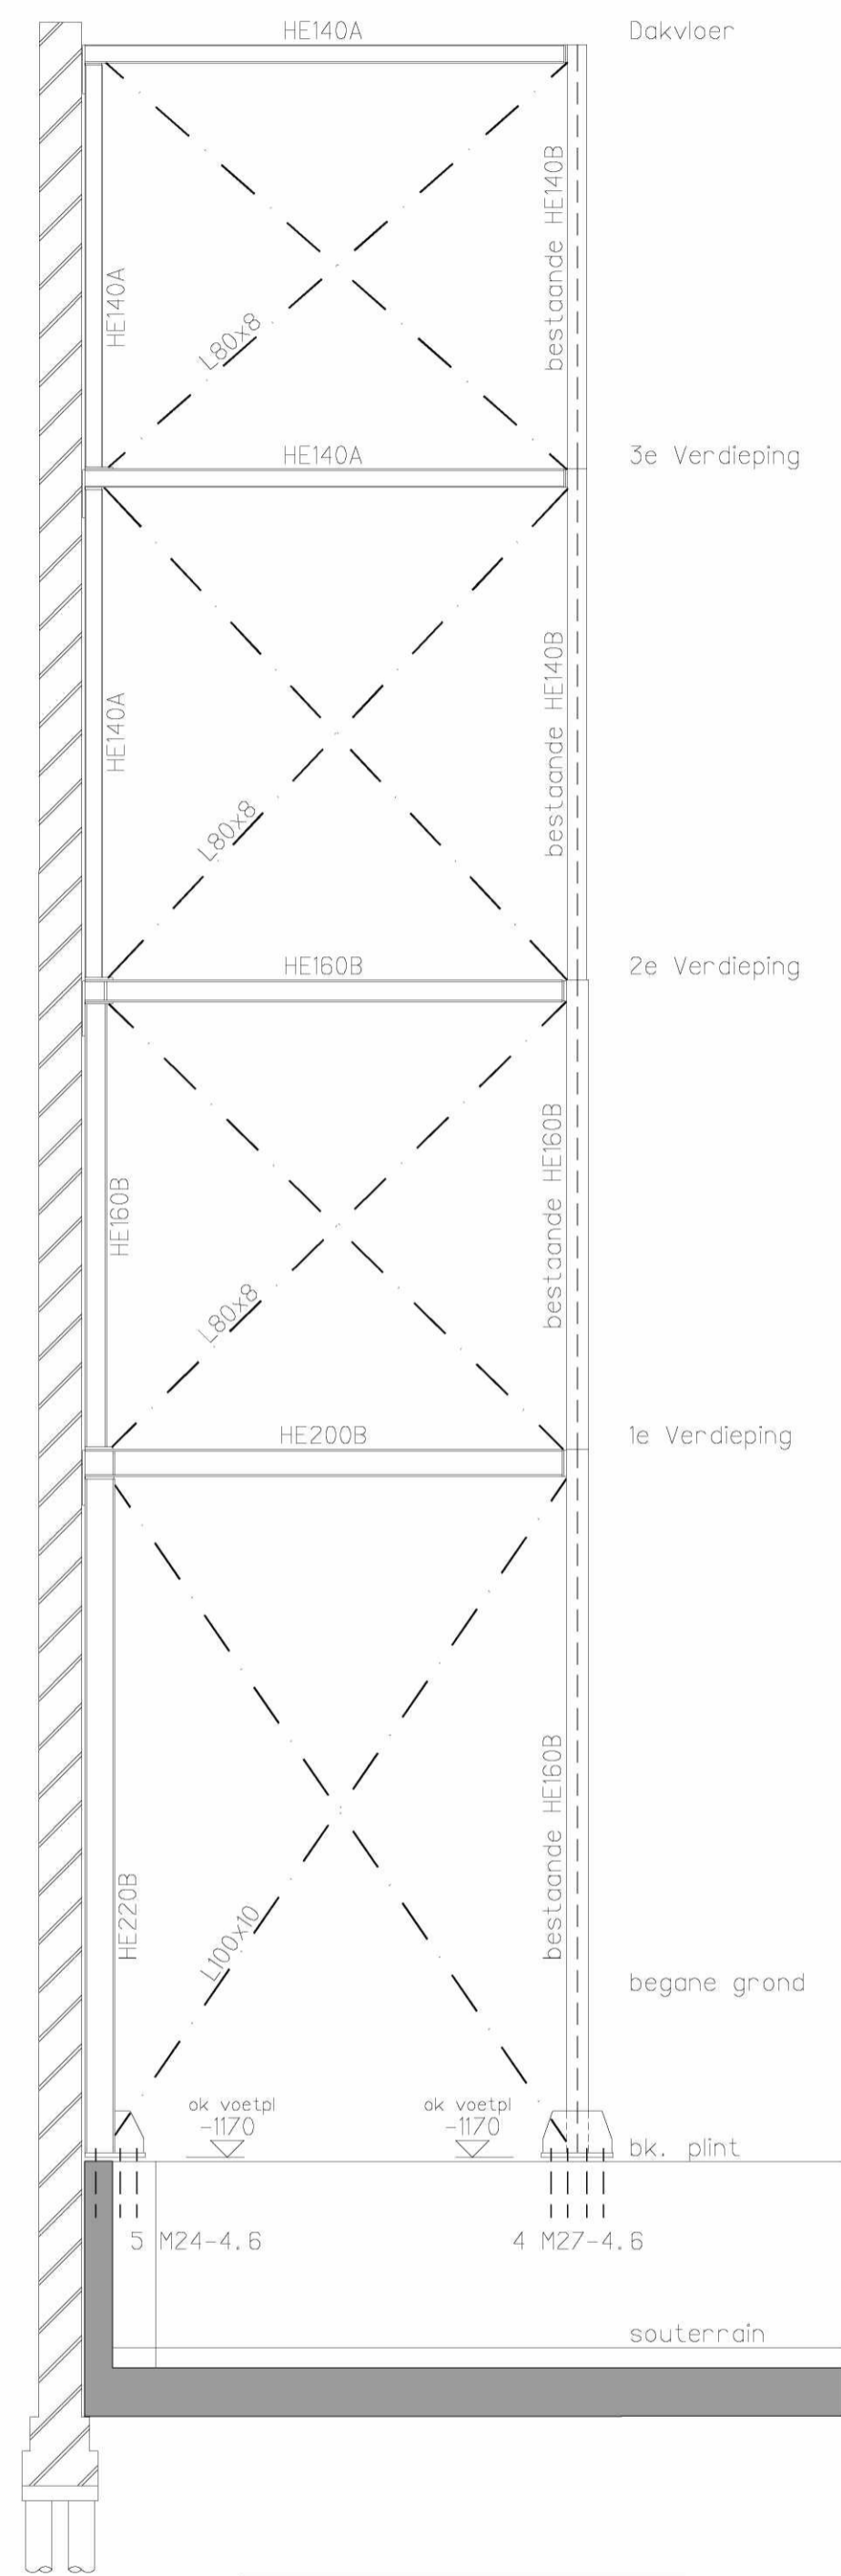 HE140A
Dakvloer
bestaande HE140B
HE140A
L80x8
HE140A
3e Verdieping
bestaande HE140B
HE140A
L80x8
HE160B
2e Verdieping
bestaande HE160B
HE160B
L80x8
HE200B
1e Verdieping
bestaande HE160B
HE220B
L100x10
begane grond
ok voetpl
-1170
ok voetpl
-1170
bk. plint
5 M24-4.6
4 M27-4.6
souterrain